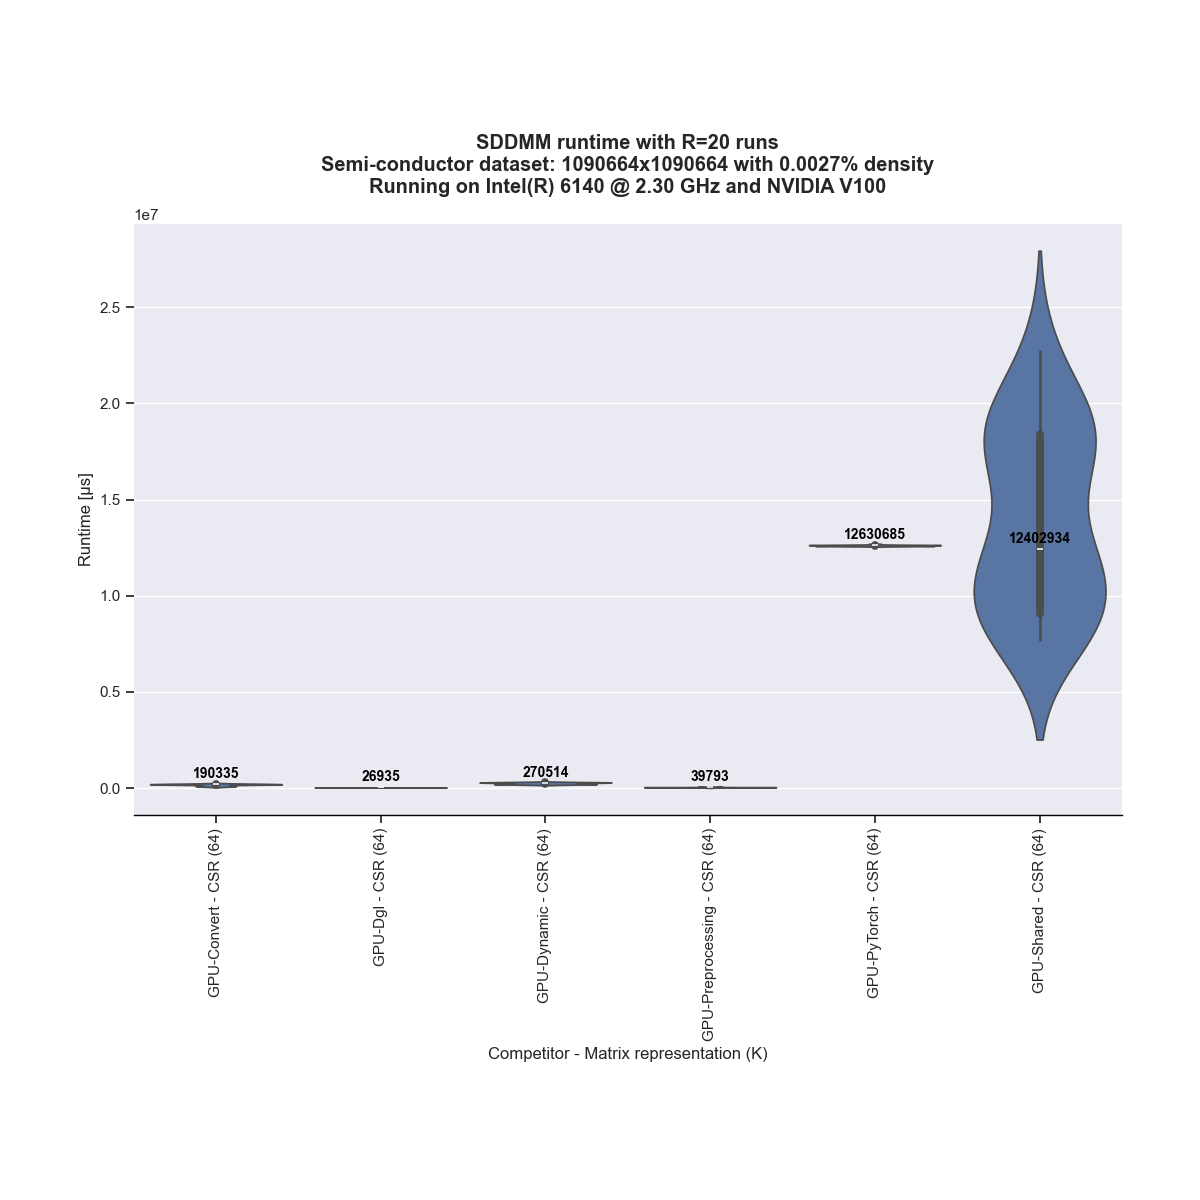 SDDMM runtime with R=20 runs
Semi-conductor dataset: 1090664x1090664 with 0.0027% density
Running on Intel(R) 6140 @ 2.30 GHz and NVIDIA V100
1e7
2.5
2.0
1.5
1.0
0.5
0.0
Runtime [µs]
190335
26935
270514
39793
12630685
12402934
GPU-Convert - CSR (64)
GPU-Dgl - CSR (64)
GPU-Dynamic - CSR (64)
GPU-Preprocessing - CSR (64)
GPU-PyTorch - CSR (64)
GPU-Shared - CSR (64)
Competitor - Matrix representation (K)